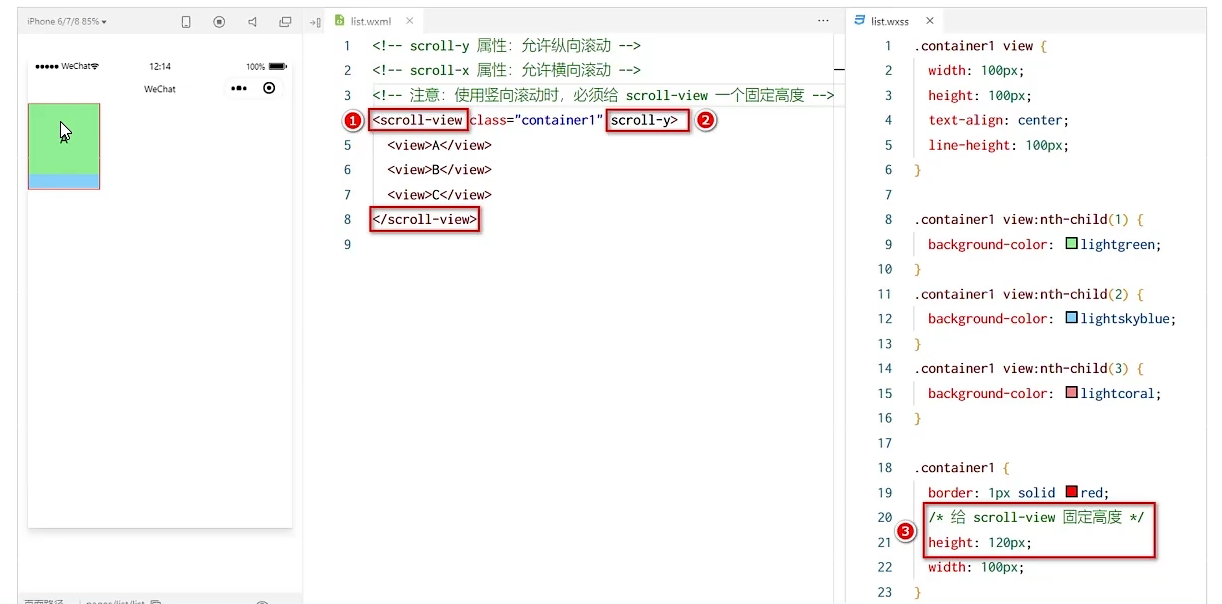 iPhone 6/7/8 85%
list.wxml
list.wxss
WeChat
12:14
100%
WeChat
A
1 <!-- scroll-y 属性：允许纵向滚动 -->
2 <!-- scroll-x 属性：允许横向滚动 -->
3 <!-- 注意：使用竖向滚动时，必须给 scroll-view 一个固定高度 -->
1 <scroll-view class="container1" scroll-y> 2
5 <view>A</view>
6 <view>B</view>
7 <view>C</view>
8 </scroll-view>
9
1 .container1 view {
2 width: 100px;
3 height: 100px;
4 text-align: center;
5 line-height: 100px;
6 }
7
8 .container1 view:nth-child(1) {
9 background-color: lightgreen;
10 }
11 .container1 view:nth-child(2) {
12 background-color: lightskyblue;
13 }
14 .container1 view:nth-child(3) {
15 background-color: lightcoral;
16 }
17
18 .container1 {
19 border: 1px solid red;
20 /* 给 scroll-view 固定高度 */
3
21 height: 120px;
22 width: 100px;
23 }
页面路径
pages/list/list